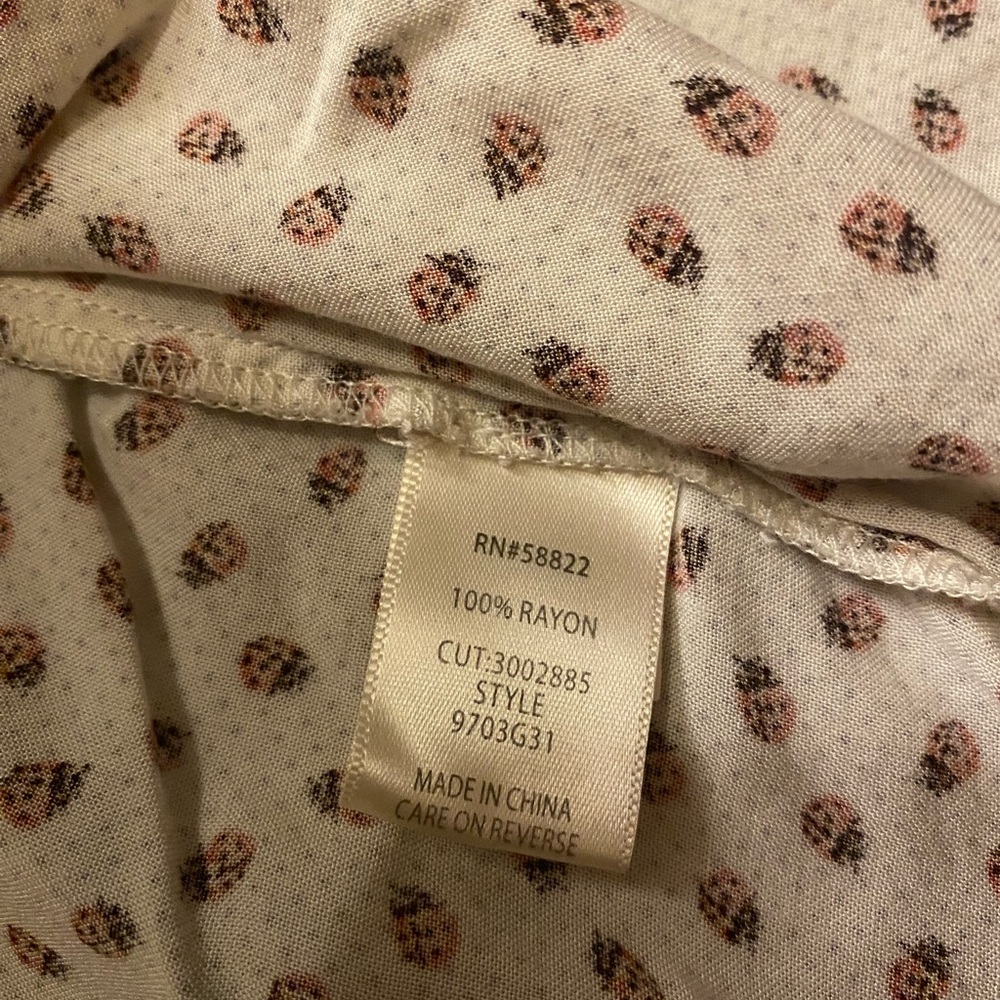 RN#58822
100% RAYON
CUT:3002885
STYLE
9703G31
MADE IN CHINA
CARE ON REVERSE